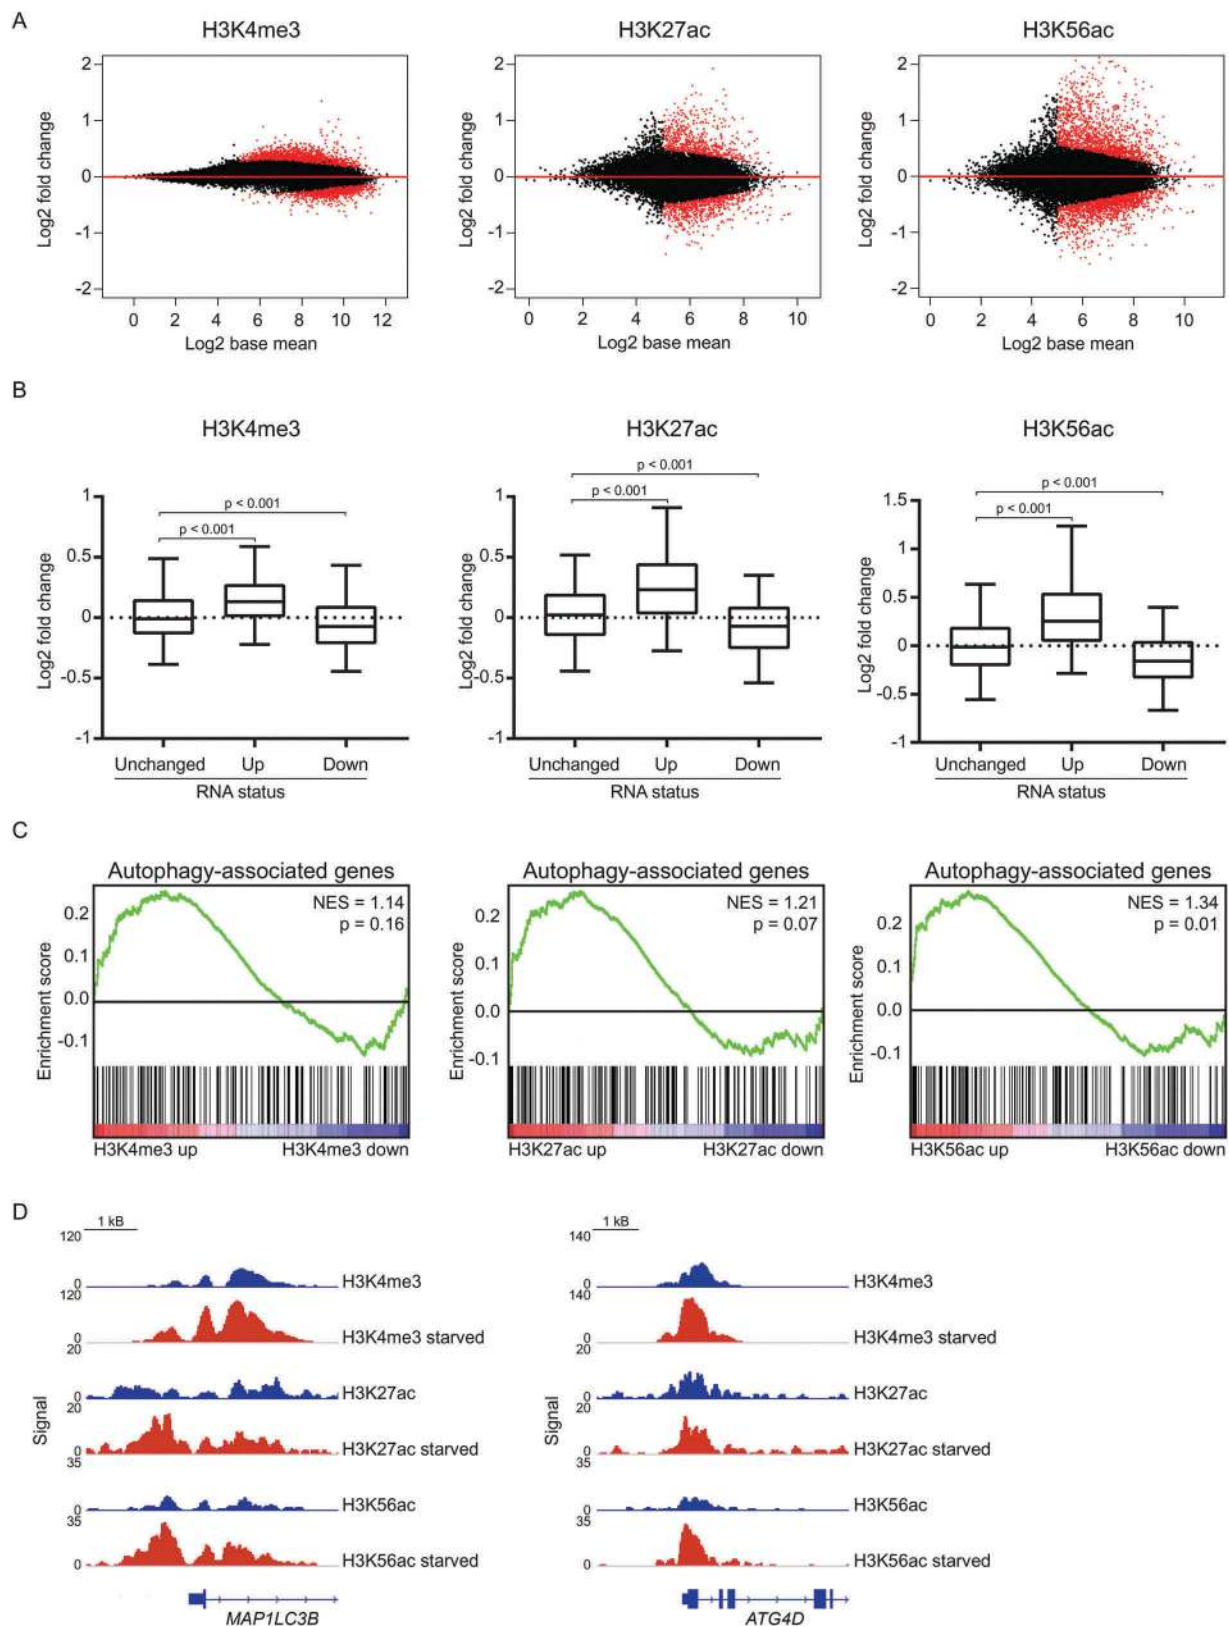 A
H3K4me3
H3K27ac
H3K56ac
Log2 fold change
2
1
0
-1
-2
0 2 4 6 8 10 12
Log2 base mean
Log2 fold change
2
1
0
-1
-2
0 2 4 6 8 10
Log2 base mean
Log2 fold change
2
1
0
-1
-2
0 2 4 6 8 10
Log2 base mean
B
H3K4me3
p < 0.001
p < 0.001
Log2 fold change
1
0.5
0
-0.5
-1
Unchanged Up Down
RNA status
H3K27ac
p < 0.001
p < 0.001
Log2 fold change
1
0.5
0
-0.5
-1
Unchanged Up Down
RNA status
H3K56ac
p < 0.001
p < 0.001
Log2 fold change
1.5
1
0.5
0
-0.5
-1
Unchanged Up Down
RNA status
C
Autophagy-associated genes
NES = 1.14
p = 0.16
Enrichment score
0.2
0.1
0.0
-0.1
H3K4me3 up H3K4me3 down
Autophagy-associated genes
NES = 1.21
p = 0.07
Enrichment score
0.2
0.1
0.0
-0.1
H3K27ac up H3K27ac down
Autophagy-associated genes
NES = 1.34
p = 0.01
Enrichment score
0.2
0.1
0.0
-0.1
H3K56ac up H3K56ac down
D
1 kB
Signal
120
0 H3K4me3
120
0 H3K4me3 starved
20
0 H3K27ac
20
0 H3K27ac starved
35
0 H3K56ac
35
0 H3K56ac starved
MAP1LC3B
1 kB
Signal
140
0 H3K4me3
140
0 H3K4me3 starved
20
0 H3K27ac
20
0 H3K27ac starved
35
0 H3K56ac
35
0 H3K56ac starved
ATG4D